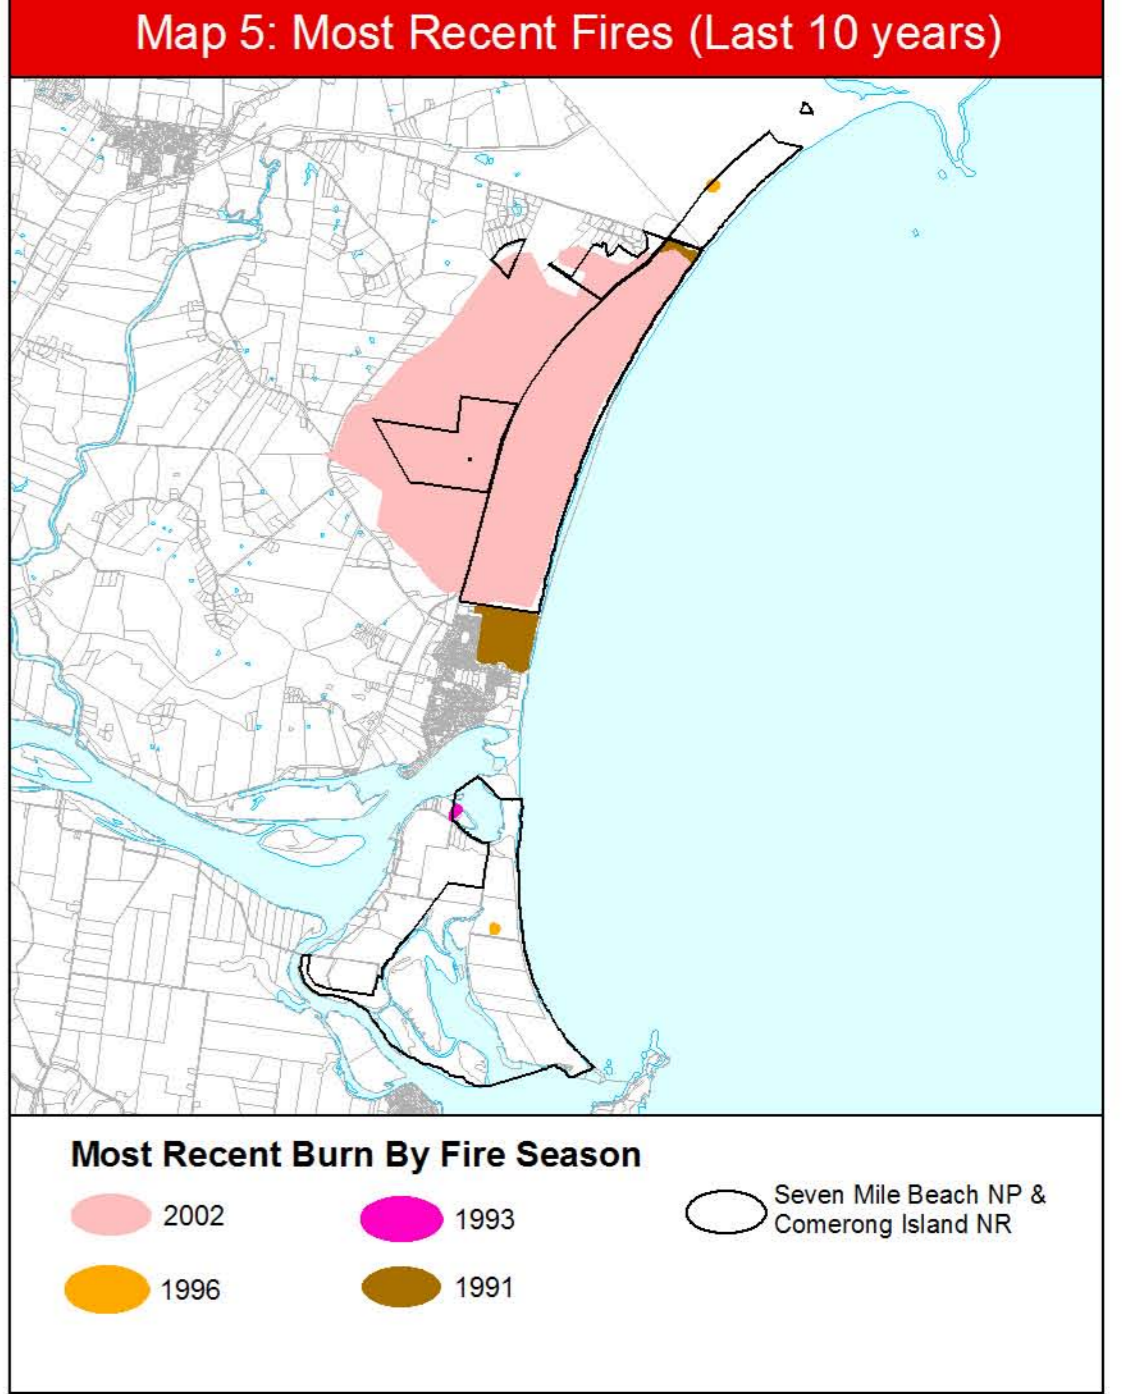 Map 5: Most Recent Fires (Last 10 years)
Most Recent Burn By Fire Season
2002
1993
Seven Mile Beach NP &
Comerong Island NR
1996
1991